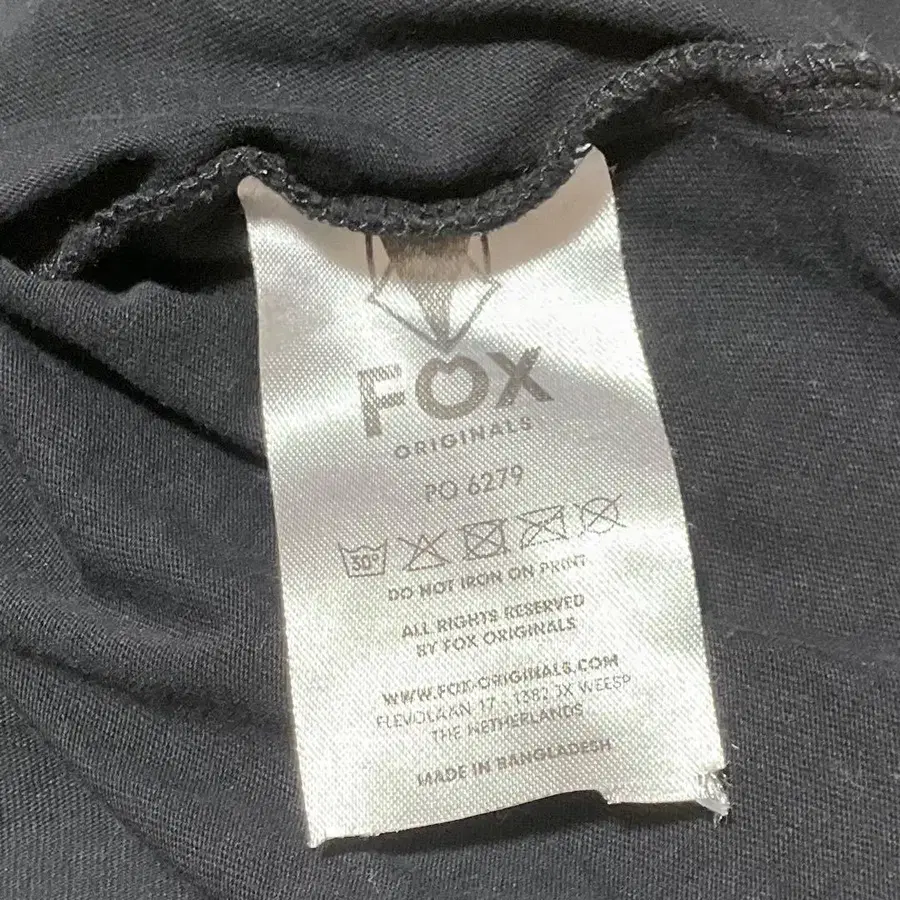 FOX
ORIGINALS
PO 6279
30°
DO NOT IRON ON PRINT
ALL RIGHTS RESERVED
BY FOX ORIGINALS
WWW.FOX-ORIGINALS.COM
FLEVOLAAN 17 - 1382 JX WEESP
THE NETHERLANDS
MADE IN BANGLADESH